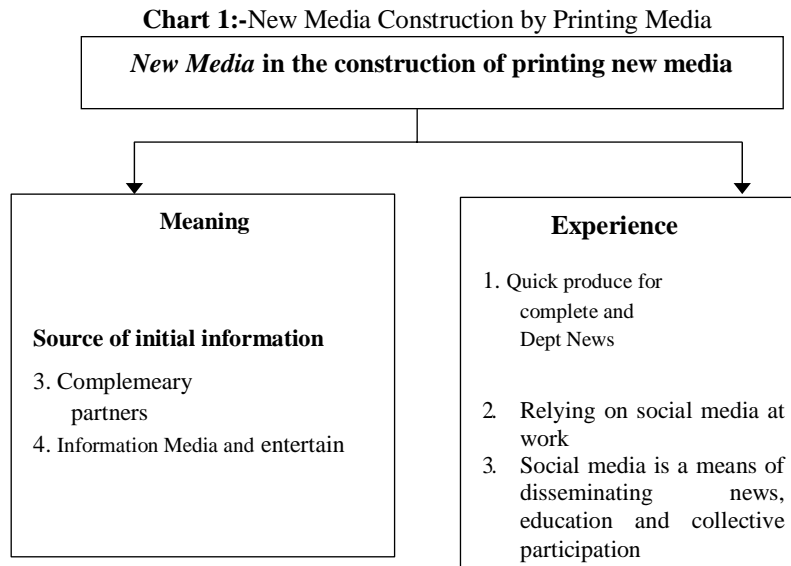 Chart 1:-New Media Construction by Printing Media
New Media in the construction of printing new media
Meaning
Source of initial information
3. Complemeary
partners
4. Information Media and entertain
Experience
1. Quick produce for
complete and
Dept News
2. Relying on social media at
work
3. Social media is a means of
disseminating news,
education and collective
participation